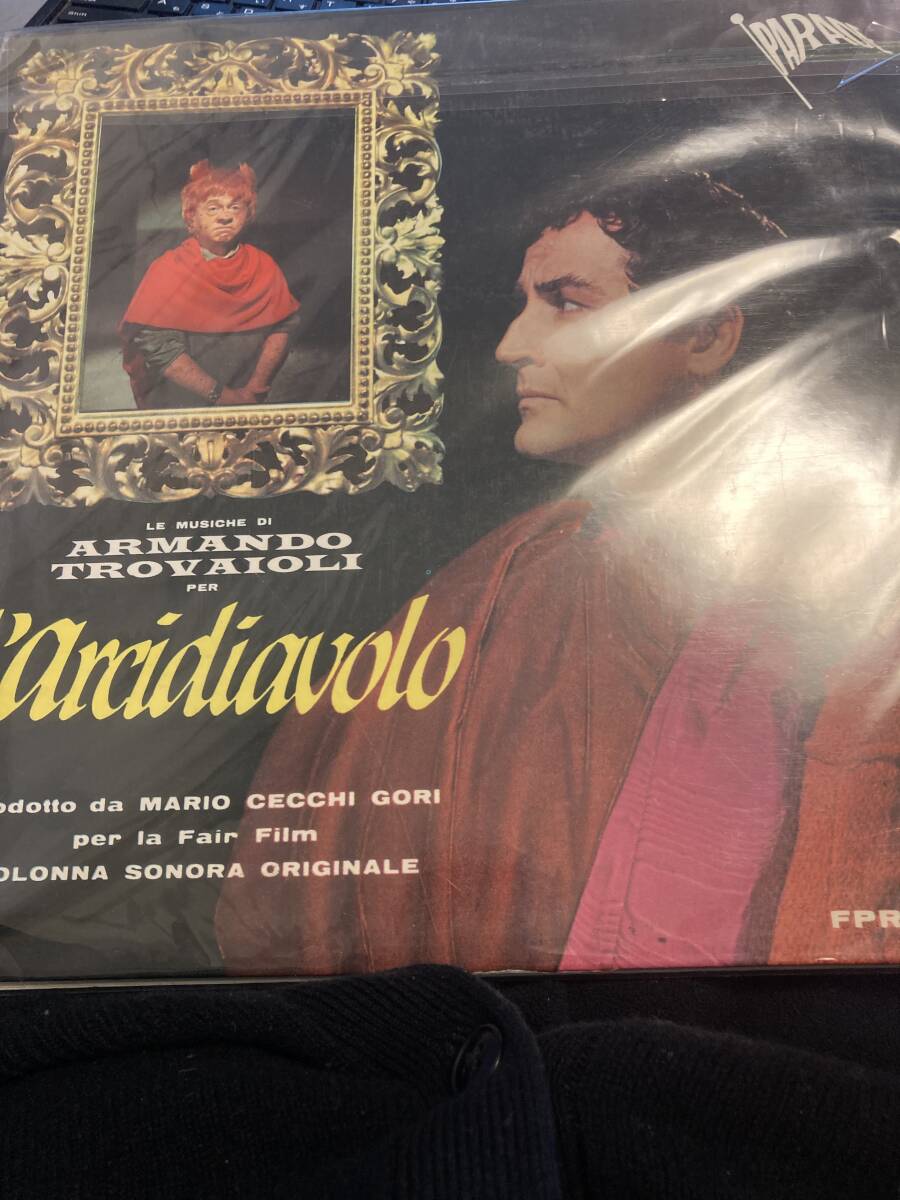 PARADE
LE MUSICHE DI
ARMANDO
TROVAIOLI
PER
l'Arcidiavolo
odotto da MARIO CECCHI GORI
per la Fair Film
OLONNA SONORA ORIGINALE
FPR